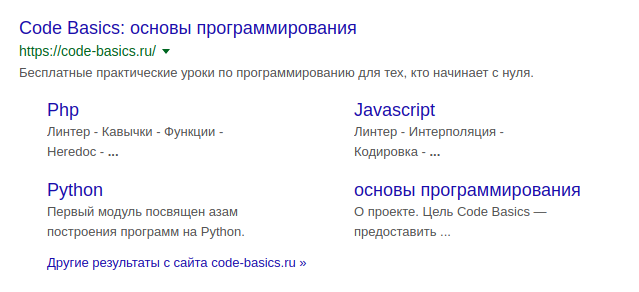 Code Basics: основы программирования
https://code-basics.ru/
Бесплатные практические уроки по программированию для тех, кто начинает с нуля.
Php
Линтер - Кавычки - Функции -
Heredoc - ...
Javascript
Линтер - Интерполяция -
Кодировка - ...
Python
Первый модуль посвящен азам
построения программ на Python.
основы программирования
О проекте. Цель Code Basics —
предоставить ...
Другие результаты с сайта code-basics.ru »